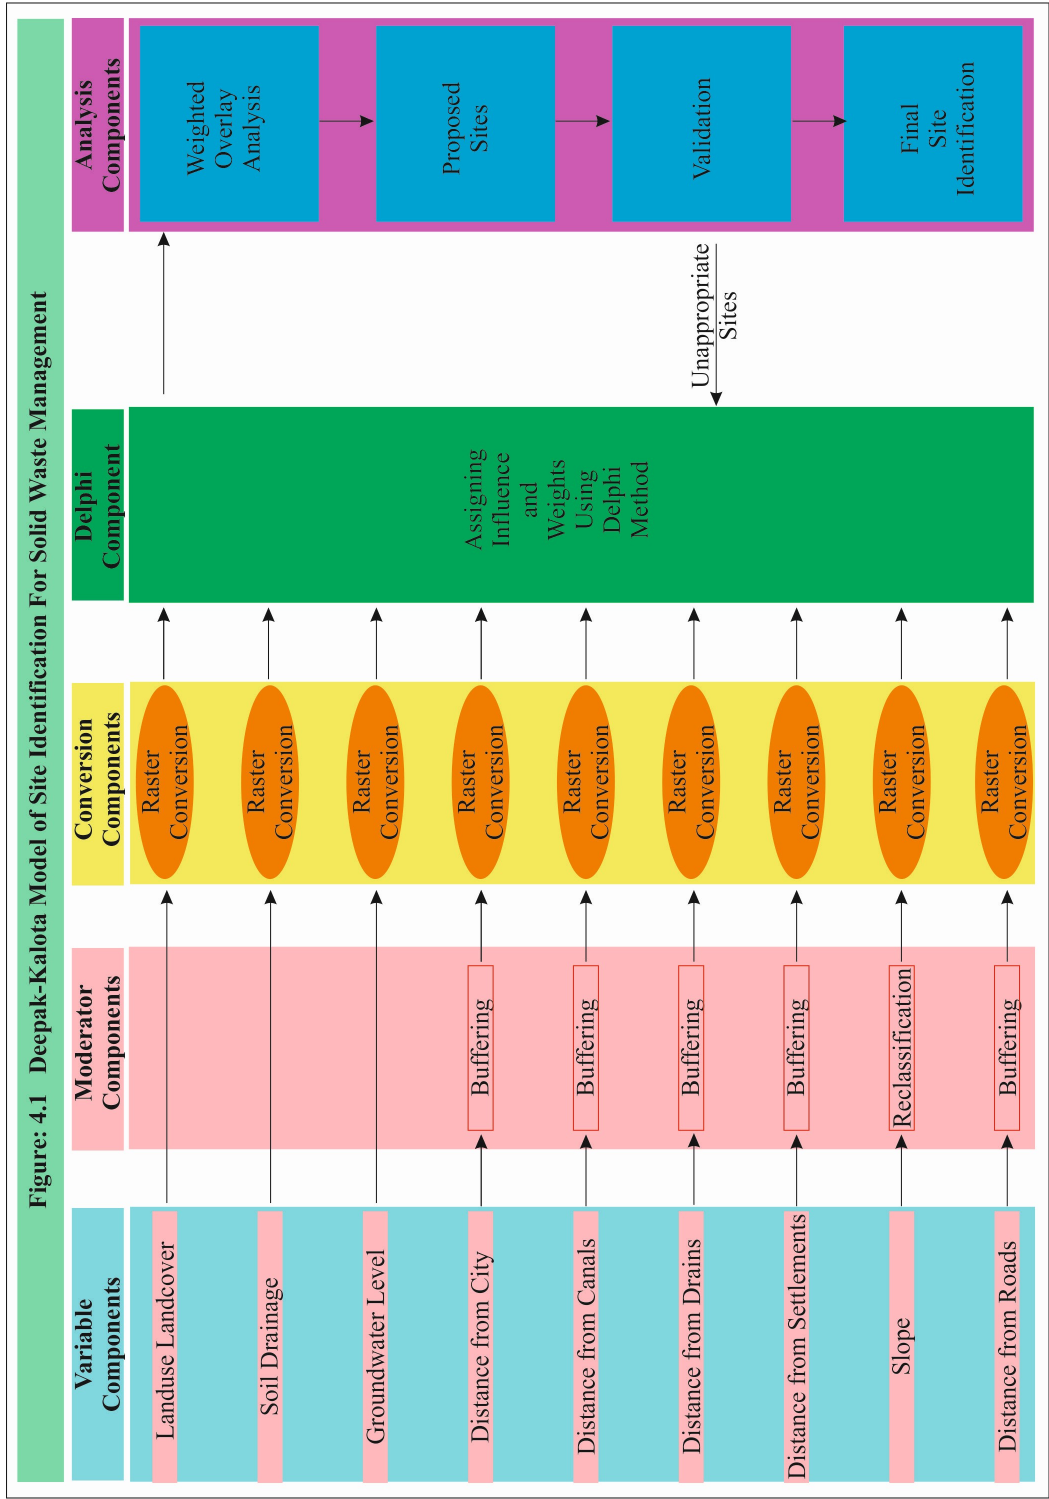 Figure: 4.1 Deepak-Kalota Model of Site Identification For Solid Waste Management
Variable
Components
Moderator
Components
Conversion
Components
Delphi
Component
Analysis
Components
Landuse Landcover
Raster
Conversion
Soil Drainage
Raster
Conversion
Groundwater Level
Raster
Conversion
Distance from City
Buffering
Raster
Conversion
Distance from Canals
Buffering
Raster
Conversion
Distance from Drains
Buffering
Raster
Conversion
Distance from Settlements
Buffering
Raster
Conversion
Slope
Reclassification
Raster
Conversion
Distance from Roads
Buffering
Raster
Conversion
Assigning
Influence
and
Weights
Using
Delphi
Method
Unappropriate
Sites
Weighted
Overlay
Analysis
Proposed
Sites
Validation
Final
Site
Identification